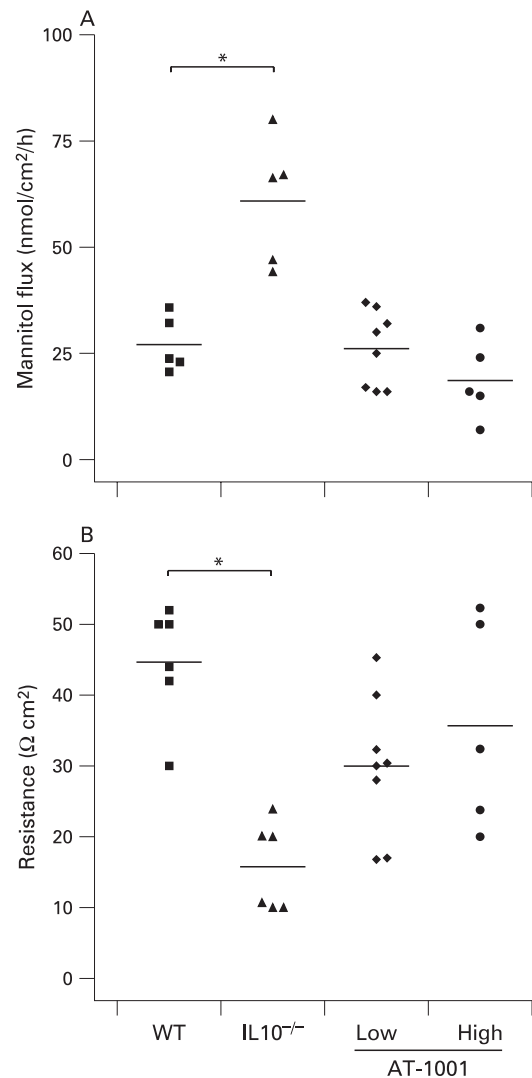 A
Mannitol flux (nmol/cm²/h)
100
75
50
25
0
*
B
Resistance (Ω cm²)
60
50
40
30
20
10
0
*
WT IL10⁻/⁻ Low High
AT-1001